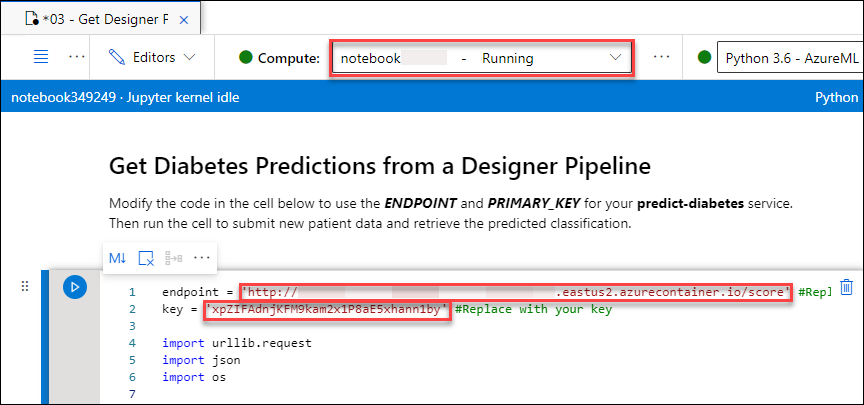 *03 - Get Designer P
Editors
Compute:
notebook - Running
Python 3.6 - AzureML
notebook349249 · Jupyter kernel idle
Python
Get Diabetes Predictions from a Designer Pipeline
Modify the code in the cell below to use the ENDPOINT and PRIMARY_KEY for your predict-diabetes service.
Then run the cell to submit new patient data and retrieve the predicted classification.
M↓
1 endpoint = 'http:// .eastus2.azurecontainer.io/score' #Repl
2 key = 'xpZIFAdnjKFM9kam2x1P8aE5xhann1by' #Replace with your key
3
4 import urllib.request
5 import json
6 import os
7